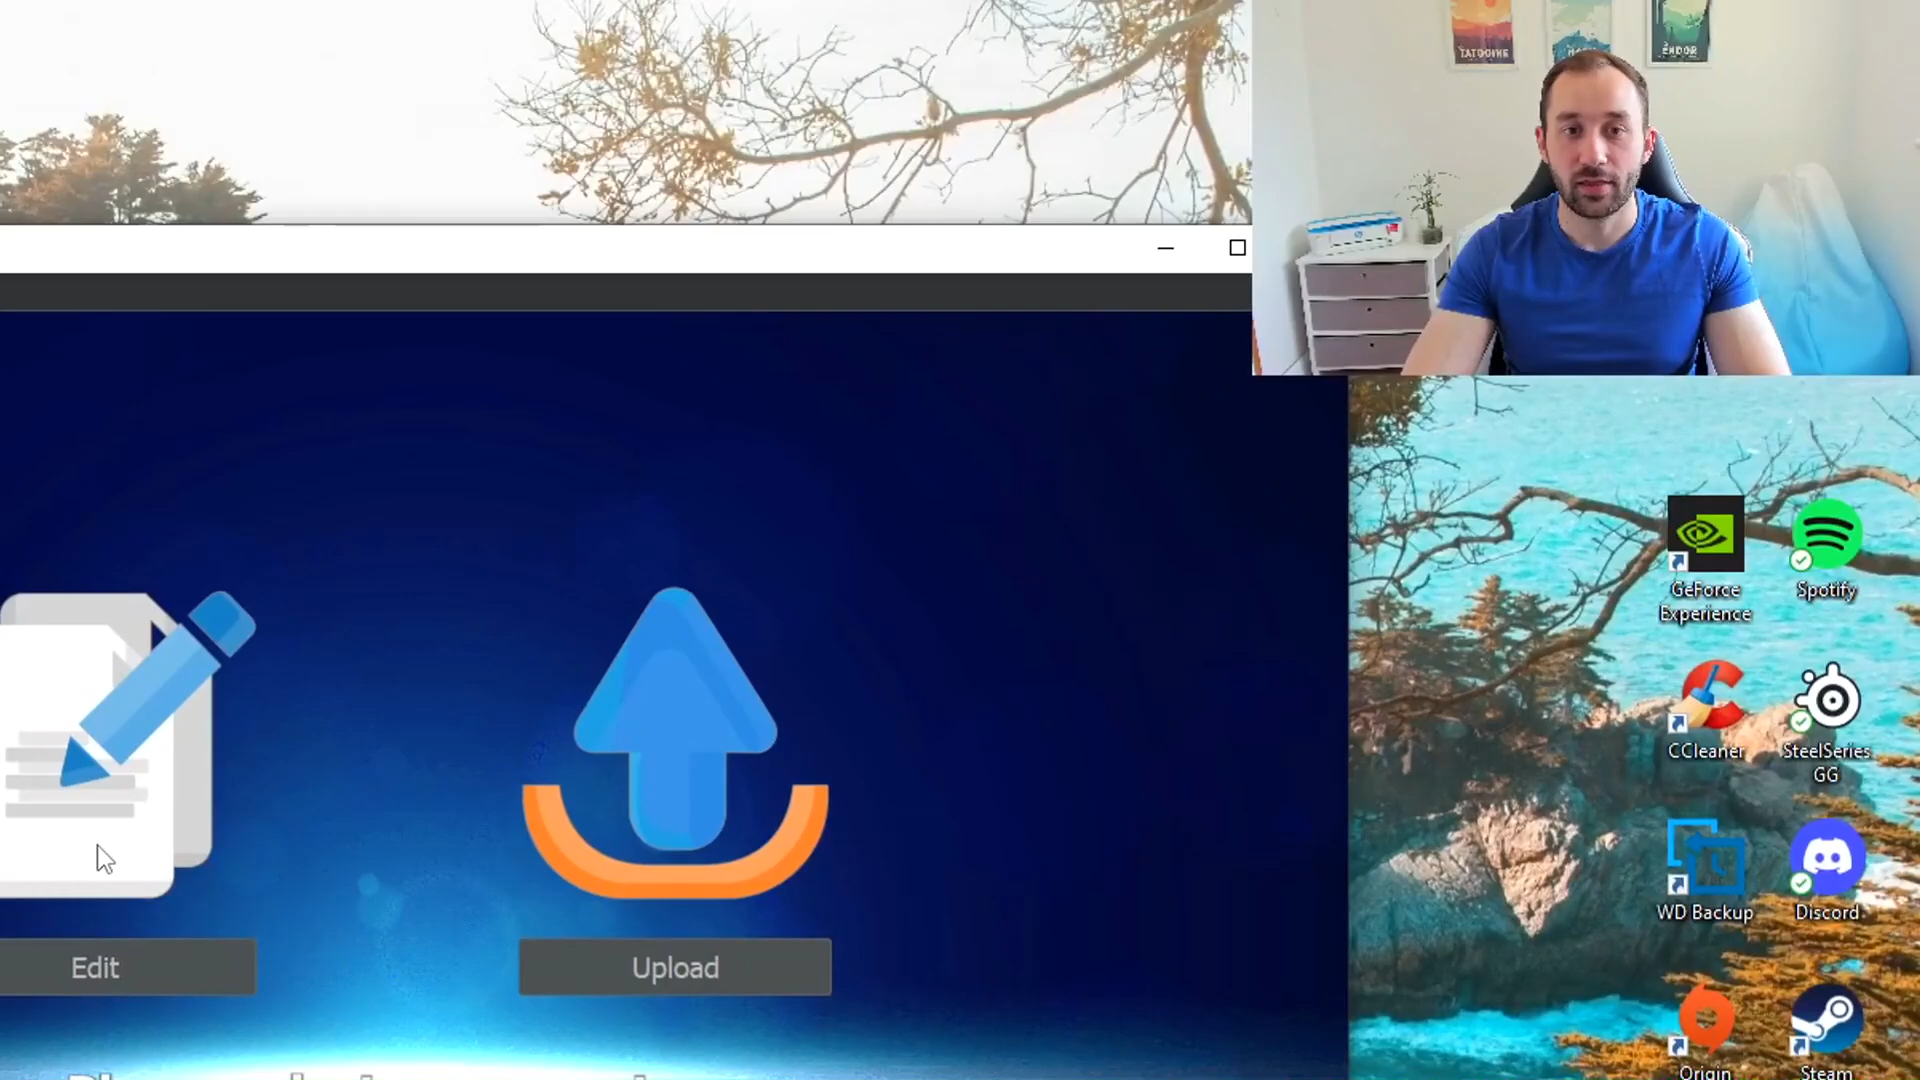 TATOOINE
ENDOR
GeForce
Experience
Spotify
CCleaner
SteelSeries
GG
WD Backup
Discord
Edit
Upload
Origin
Steam